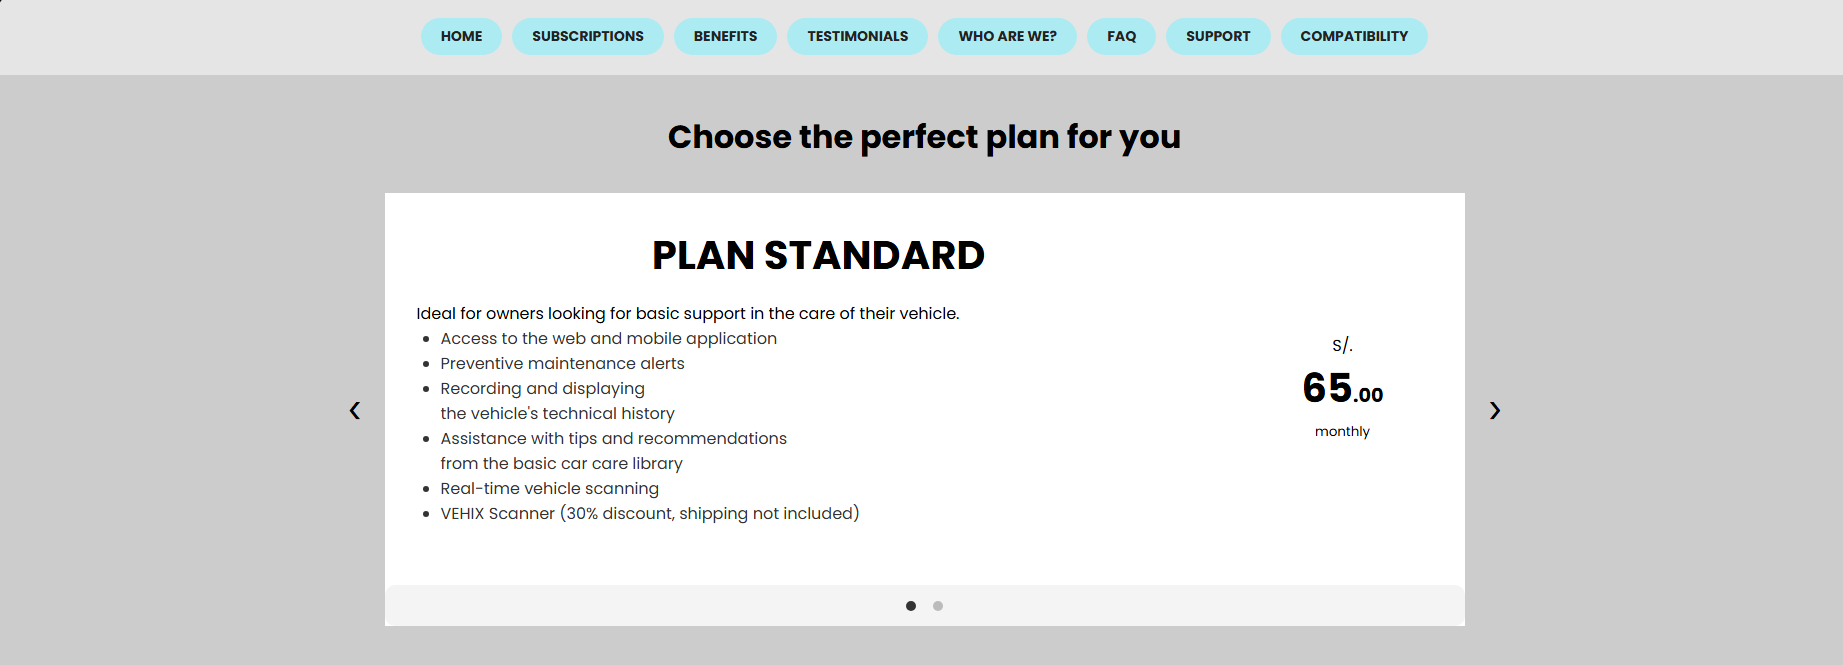 HOME SUBSCRIPTIONS BENEFITS TESTIMONIALS WHO ARE WE? FAQ SUPPORT COMPATIBILITY
Choose the perfect plan for you
PLAN STANDARD
Ideal for owners looking for basic support in the care of their vehicle.
• Access to the web and mobile application
• Preventive maintenance alerts
• Recording and displaying
the vehicle's technical history
• Assistance with tips and recommendations
from the basic car care library
• Real-time vehicle scanning
• VEHIX Scanner (30% discount, shipping not included)
S/.
65.00
monthly